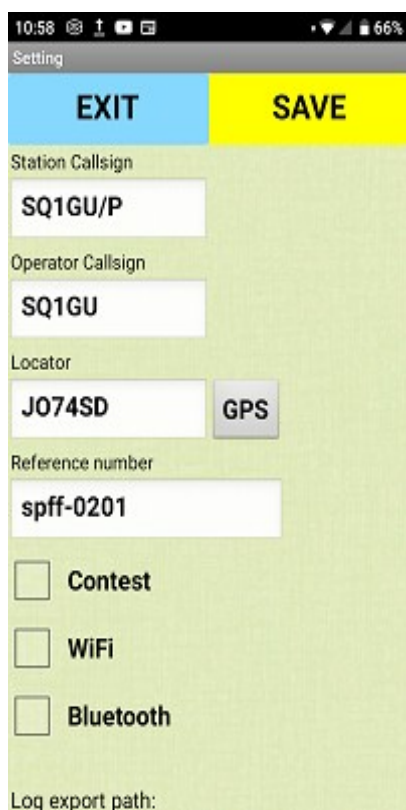 10:58 66%
Setting
EXIT SAVE
Station Callsign
SQ1GU/P
Operator Callsign
SQ1GU
Locator
JO74SD GPS
Reference number
spff-0201
Contest
WiFi
Bluetooth
Log export path: